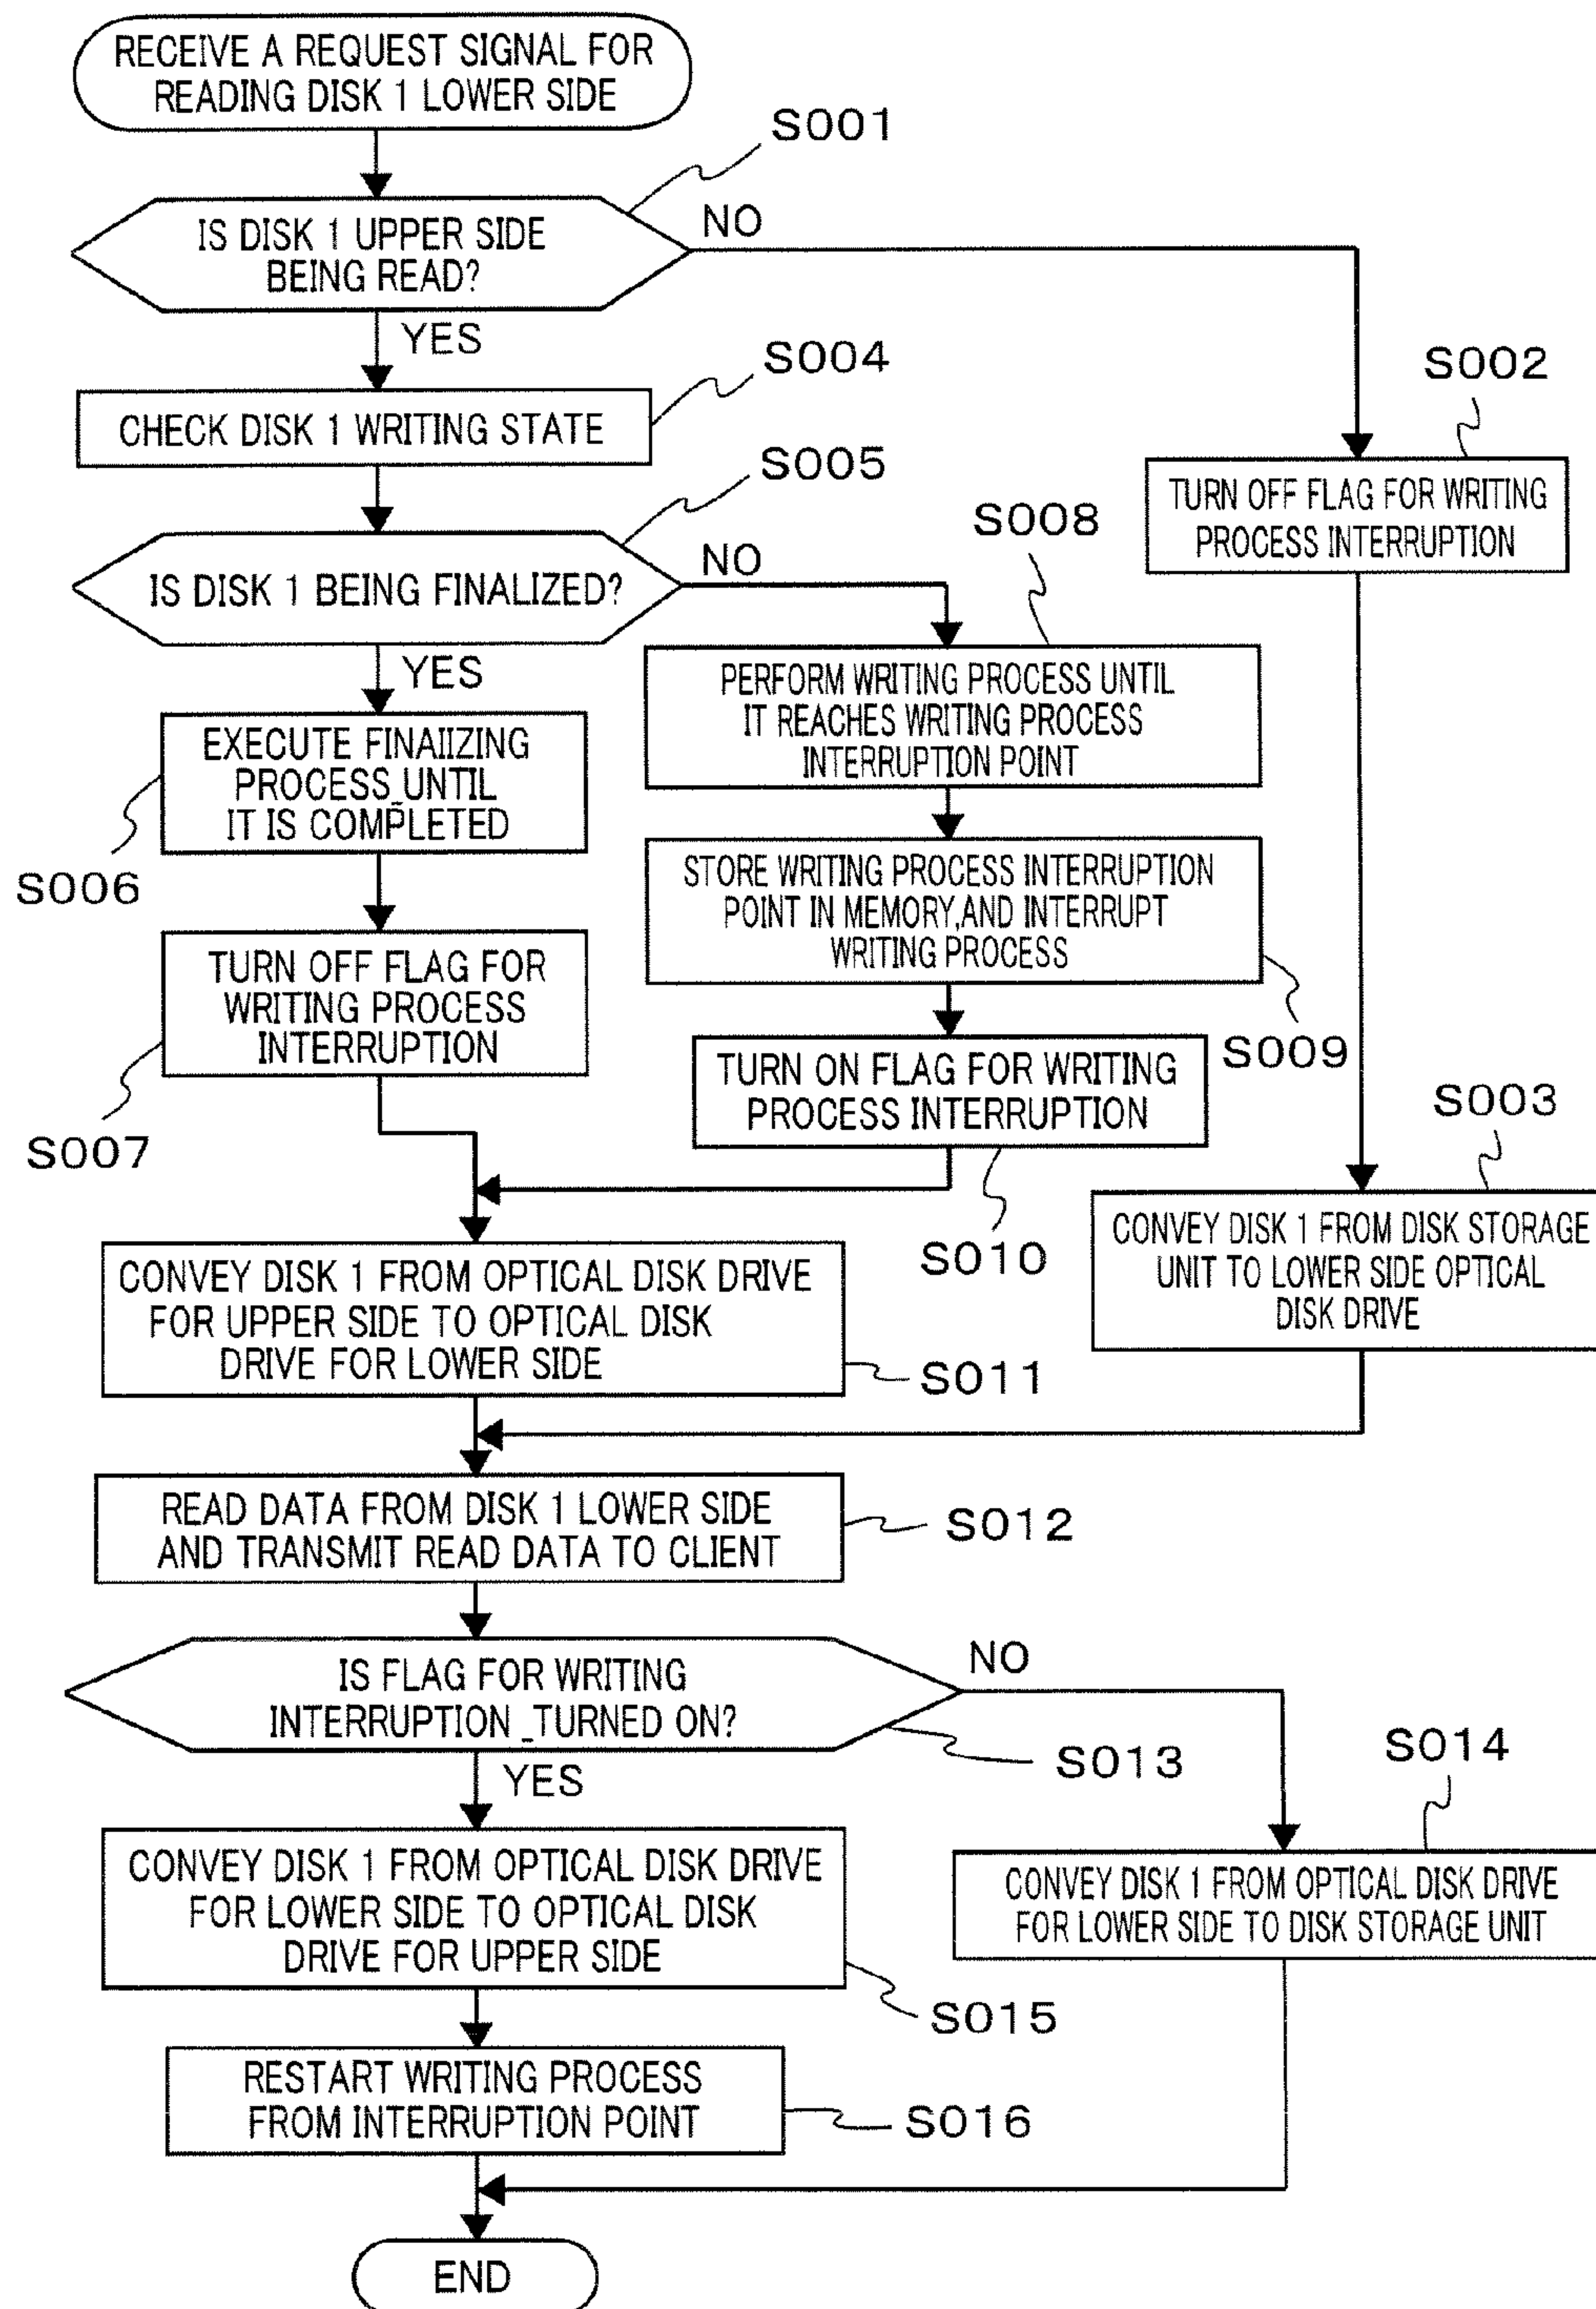 RECEIVE A REQUEST SIGNAL FOR
READING DISK 1 LOWER SIDE
S001
IS DISK 1 UPPER SIDE
BEING READ?
NO
YES
S004
CHECK DISK 1 WRITING STATE
S002
TURN OFF FLAG FOR WRITING
PROCESS INTERRUPTION
S005
IS DISK 1 BEING FINALIZED?
NO
YES
S008
PERFORM WRITING PROCESS UNTIL
IT REACHES WRITING PROCESS
INTERRUPTION POINT
EXECUTE FINAIIZING
PROCESS_UNTIL
IT IS COMPLETED
S006
STORE WRITING PROCESS INTERRUPTION
POINT IN MEMORY,AND INTERRUPT
WRITING PROCESS
S009
TURN OFF FLAG FOR
WRITING PROCESS
INTERRUPTION
S007
TURN ON FLAG FOR WRITING
PROCESS INTERRUPTION
S010
S003
CONVEY DISK 1 FROM DISK STORAGE
UNIT TO LOWER SIDE OPTICAL
DISK DRIVE
CONVEY DISK 1 FROM OPTICAL DISK DRIVE
FOR UPPER SIDE TO OPTICAL DISK
DRIVE FOR LOWER SIDE
S011
READ DATA FROM DISK 1 LOWER SIDE
AND TRANSMIT READ DATA TO CLIENT
S012
IS FLAG FOR WRITING
INTERRUPTION _TURNED ON?
NO
S013
YES
S014
CONVEY DISK 1 FROM OPTICAL DISK DRIVE
FOR LOWER SIDE TO DISK STORAGE UNIT
CONVEY DISK 1 FROM OPTICAL DISK DRIVE
FOR LOWER SIDE TO OPTICAL DISK
DRIVE FOR UPPER SIDE
S015
RESTART WRITING PROCESS
FROM INTERRUPTION POINT
S016
END